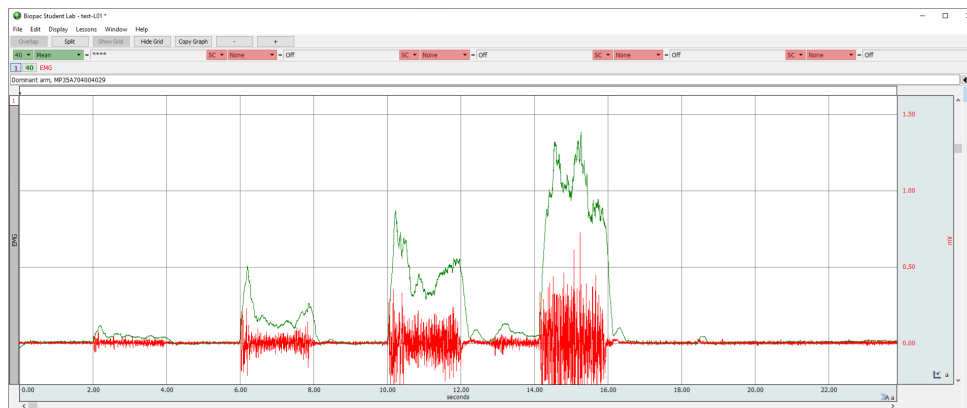 Biopac Student Lab - test-L01 *
File Edit Display Lessons Window Help
Overlap Split Show Grid Hide Grid Copy Graph - +
40 Mean = **** SC None = Off SC None = Off SC None = Off SC None = Off
1 40 EMG
Dominant arm, MP35A704004029
1
EMG
1.50
1.00
0.50
0.00
mV
0.00 2.00 4.00 6.00 8.00 10.00 12.00 14.00 16.00 18.00 20.00 22.00
seconds